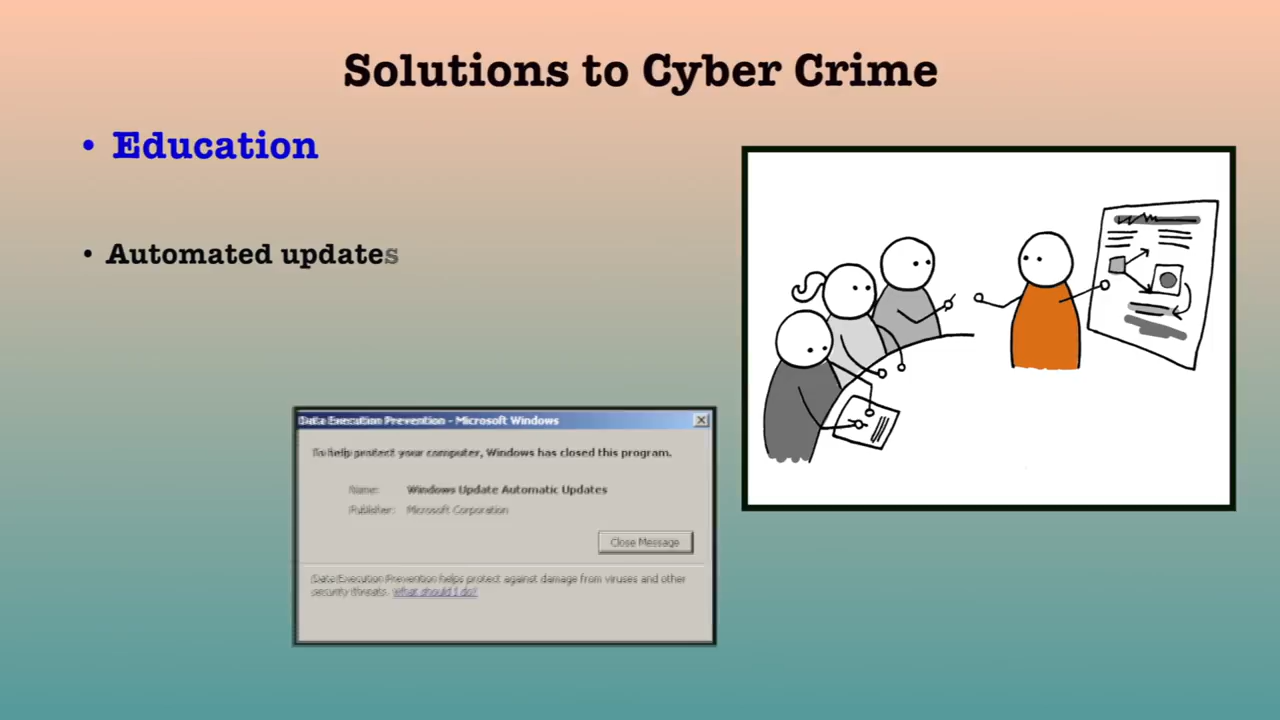 Solutions to Cyber Crime
• Education
• Automated updates
Data Execution Prevention - Microsoft Windows
To help protect your computer, Windows has closed this program.
Name: Windows Update Automatic Updates
Publisher: Microsoft Corporation
Close Message
Data Execution Prevention helps protect against damage from viruses and other
security threats. What should I do?